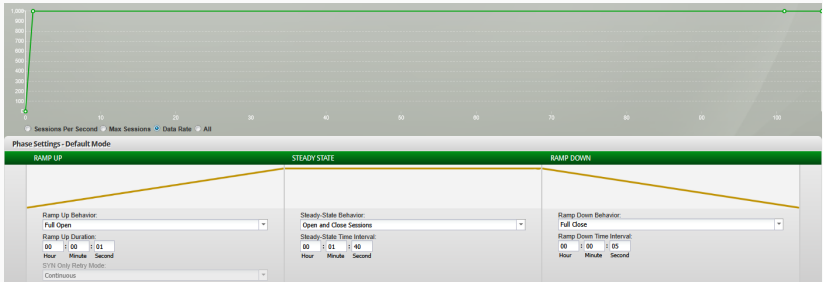 1,000
900
800
700
600
500
400
300
200
100
0
0 10 20 30 40 50 60 70 80 90 100
Sessions Per Second Max Sessions Data Rate All
Phase Settings - Default Mode
RAMP UP STEADY STATE RAMP DOWN
Ramp Up Behavior: Steady-State Behavior: Ramp Down Behavior:
Full Open Open and Close Sessions Full Close
Ramp Up Duration: Steady-State Time Interval: Ramp Down Time Interval:
00 : 00 : 01 00 : 01 : 40 00 : 00 : 05
Hour Minute Second Hour Minute Second Hour Minute Second
SYN Only Retry Mode:
Continuous